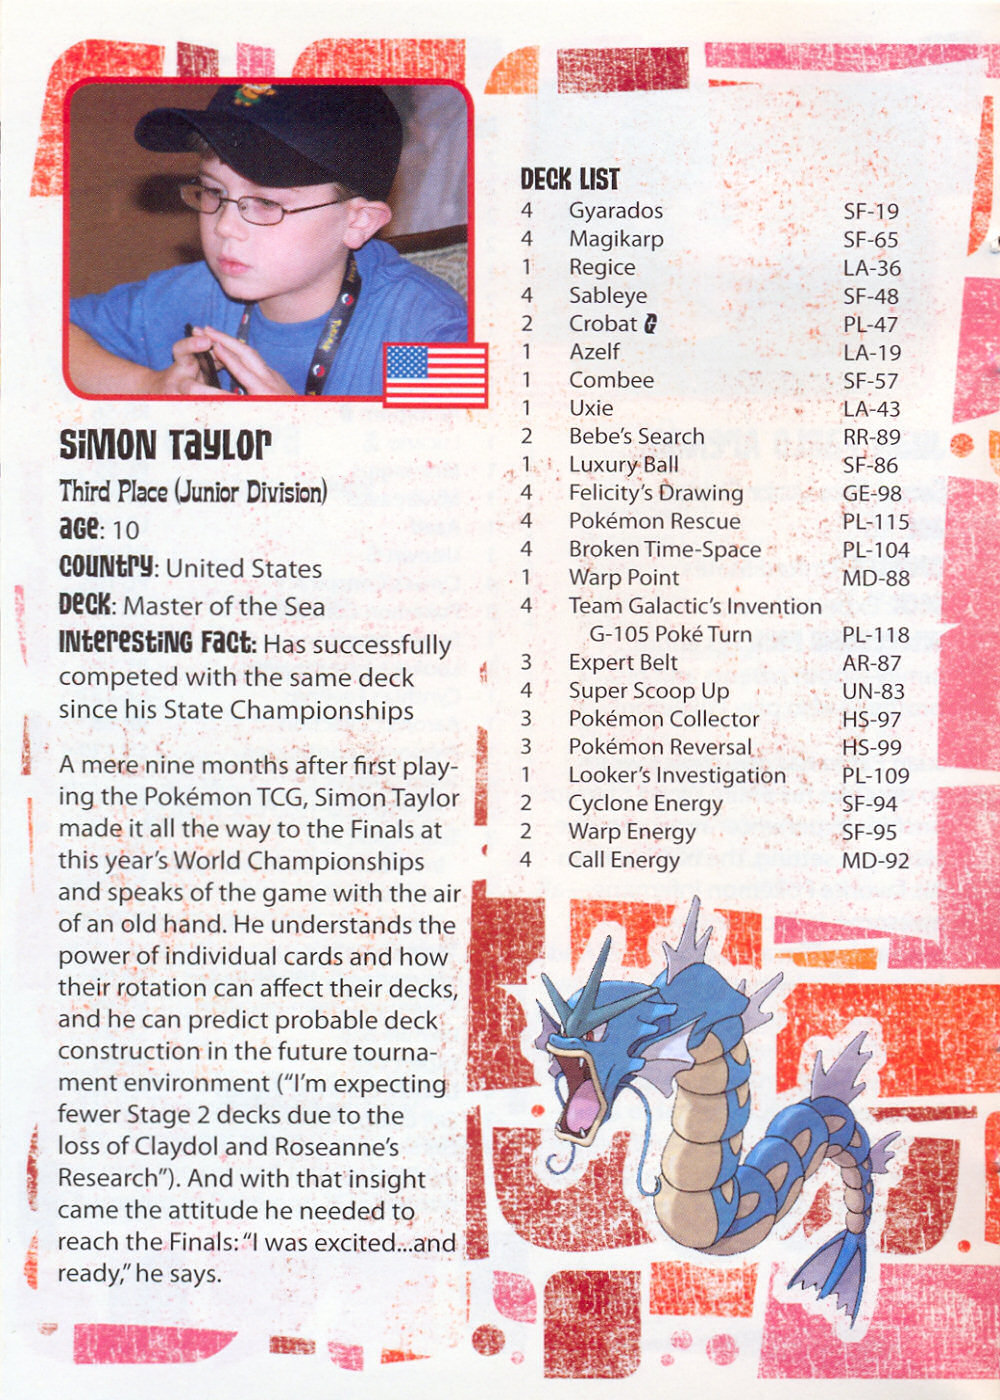 SIMON TAYLOR
Third Place (Junior Division)
AGE: 10
COUNTRY: United States
DECK: Master of the Sea
INTERESTING FACT: Has successfully
competed with the same deck
since his State Championships
A mere nine months after first play-
ing the Pokémon TCG, Simon Taylor
made it all the way to the Finals at
this year's World Championships
and speaks of the game with the air
of an old hand. He understands the
power of individual cards and how
their rotation can affect their decks,
and he can predict probable deck
construction in the future tourna-
ment environment ("I'm expecting
fewer Stage 2 decks due to the
loss of Claydol and Roseanne's
Research"). And with that insight
came the attitude he needed to
reach the Finals: "I was excited...and
ready," he says.
DECK LIST
4 Gyarados SF-19
4 Magikarp SF-65
1 Regice LA-36
4 Sableye SF-48
2 Crobat G PL-47
1 Azelf LA-19
1 Combee SF-57
1 Uxie LA-43
2 Bebe's Search RR-89
1 Luxury Ball SF-86
4 Felicity's Drawing GE-98
4 Pokémon Rescue PL-115
4 Broken Time-Space PL-104
1 Warp Point MD-88
4 Team Galactic's Invention
G-105 Poké Turn PL-118
3 Expert Belt AR-87
4 Super Scoop Up UN-83
3 Pokémon Collector HS-97
3 Pokémon Reversal HS-99
1 Looker's Investigation PL-109
2 Cyclone Energy SF-94
2 Warp Energy SF-95
4 Call Energy MD-92